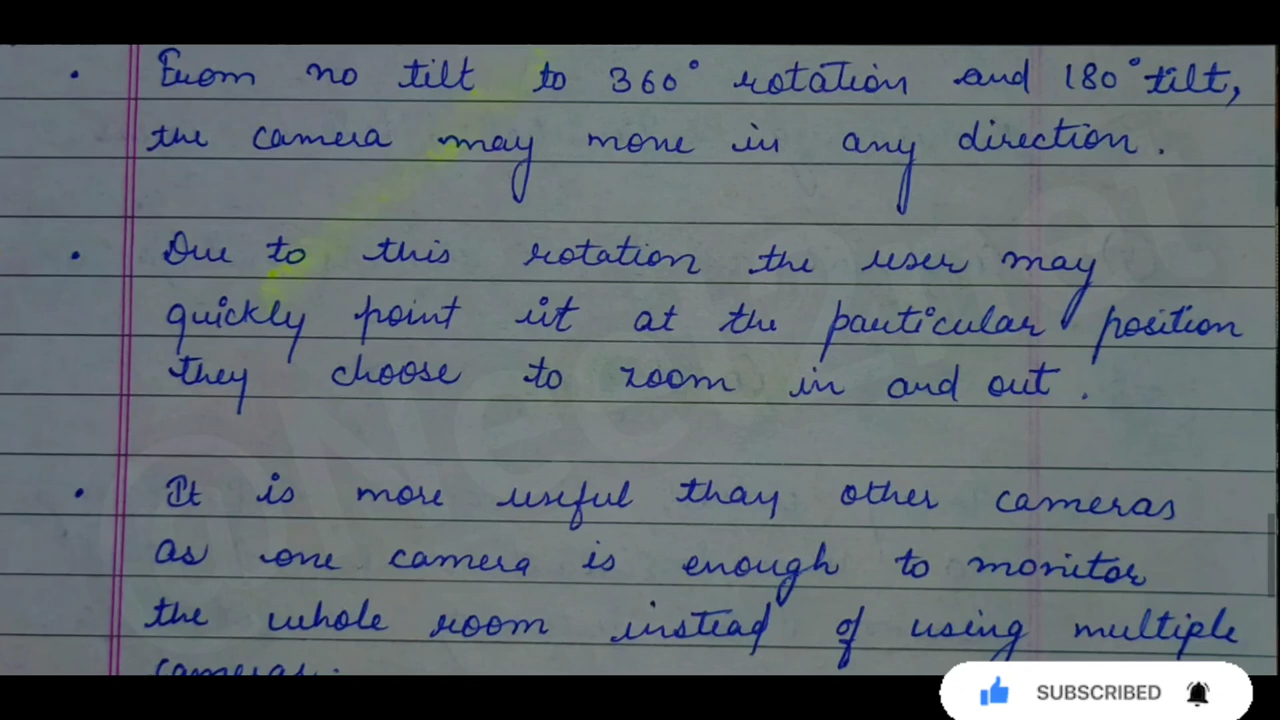 • From no tilt to 360° rotation and 180° tilt,
the camera may move in any direction.
• Due to this rotation the user may
quickly point it at the particular position
they choose to zoom in and out.
• It is more useful thay other cameras
as one camera is enough to monitor
the whole room instead of using multiple
cameras.
SUBSCRIBED